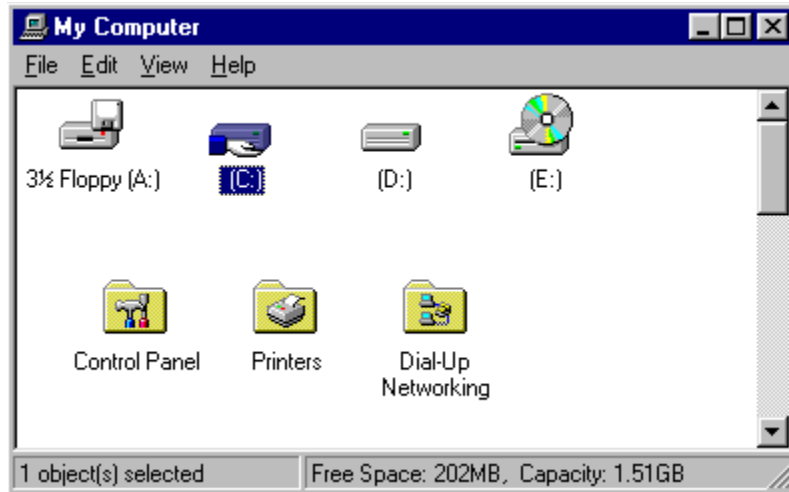 My Computer
File Edit View Help
3½ Floppy (A:) (C:) (D:) (E:)
Control Panel Printers Dial-Up
Networking
1 object(s) selected Free Space: 202MB, Capacity: 1.51GB